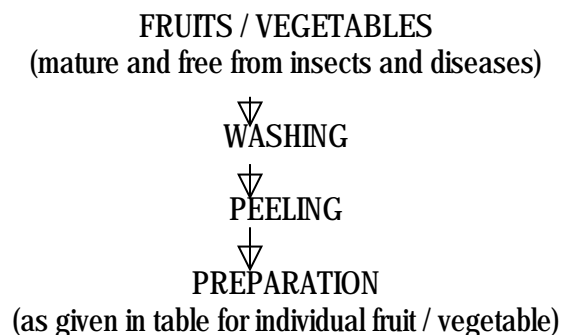 FRUITS / VEGETABLES
(mature and free from insects and diseases)
WASHING
PEELING
PREPARATION
(as given in table for individual fruit / vegetable)